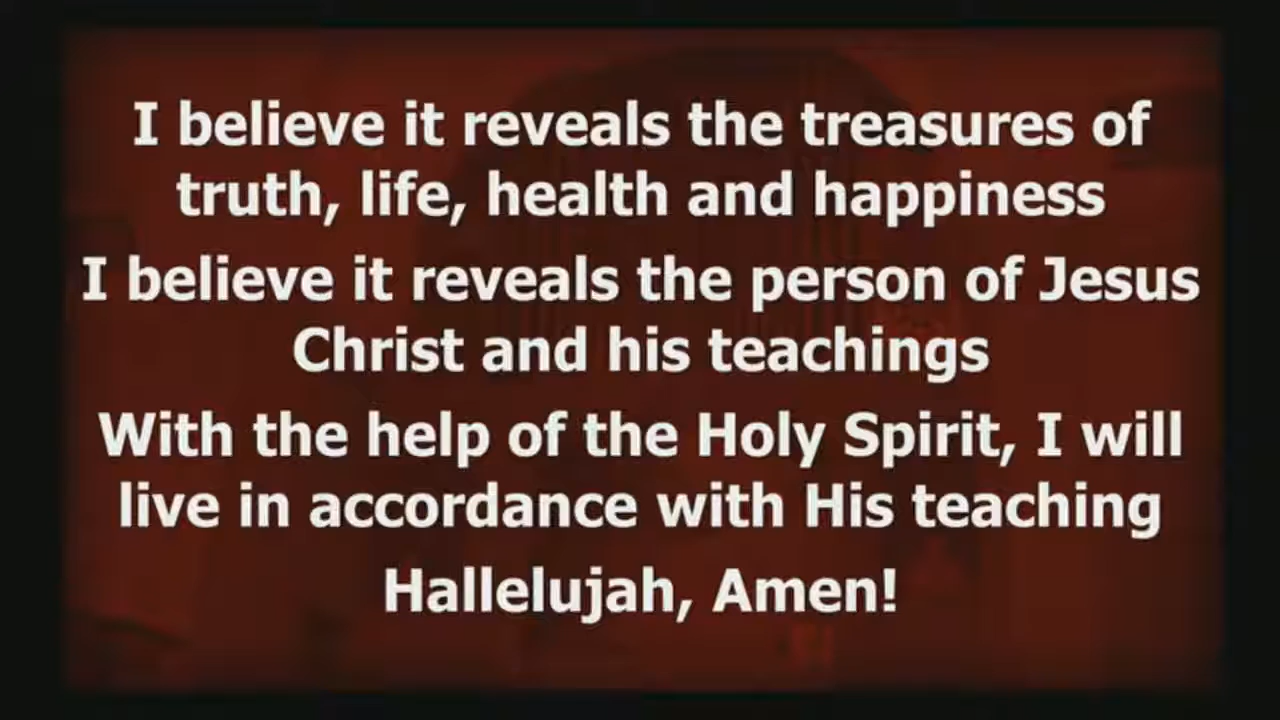 I believe it reveals the treasures of
truth, life, health and happiness
I believe it reveals the person of Jesus
Christ and his teachings
With the help of the Holy Spirit, I will
live in accordance with His teaching
Hallelujah, Amen!